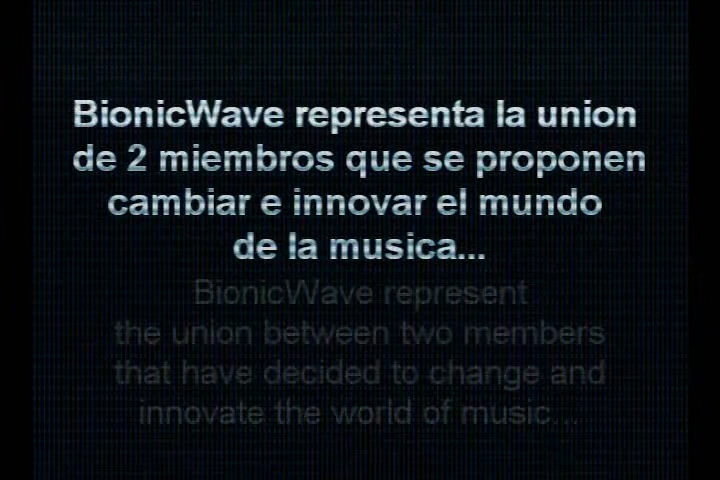 BionicWave representa la union
de 2 miembros que se proponen
cambiar e innovar el mundo
de la musica...
BionicWave represent
the union between two members
that have decided to change and
innovate the world of music...